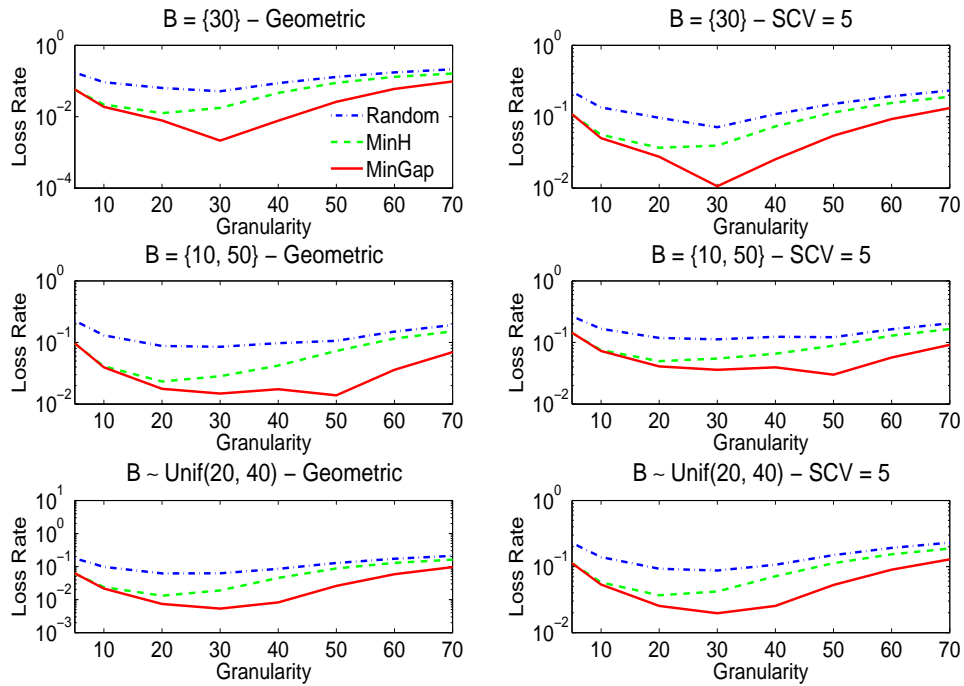 B = {30} – Geometric
10^0
10^-2
10^-4
Loss Rate
10 20 30 40 50 60 70
Granularity
Random
MinH
MinGap
B = {30} – SCV = 5
10^0
10^-1
10^-2
Loss Rate
10 20 30 40 50 60 70
Granularity
B = {10, 50} – Geometric
10^0
10^-1
10^-2
Loss Rate
10 20 30 40 50 60 70
Granularity
B = {10, 50} – SCV = 5
10^0
10^-1
10^-2
Loss Rate
10 20 30 40 50 60 70
Granularity
B ~ Unif(20, 40) – Geometric
10^1
10^0
10^-1
10^-2
10^-3
Loss Rate
10 20 30 40 50 60 70
Granularity
B ~ Unif(20, 40) – SCV = 5
10^0
10^-1
10^-2
Loss Rate
10 20 30 40 50 60 70
Granularity